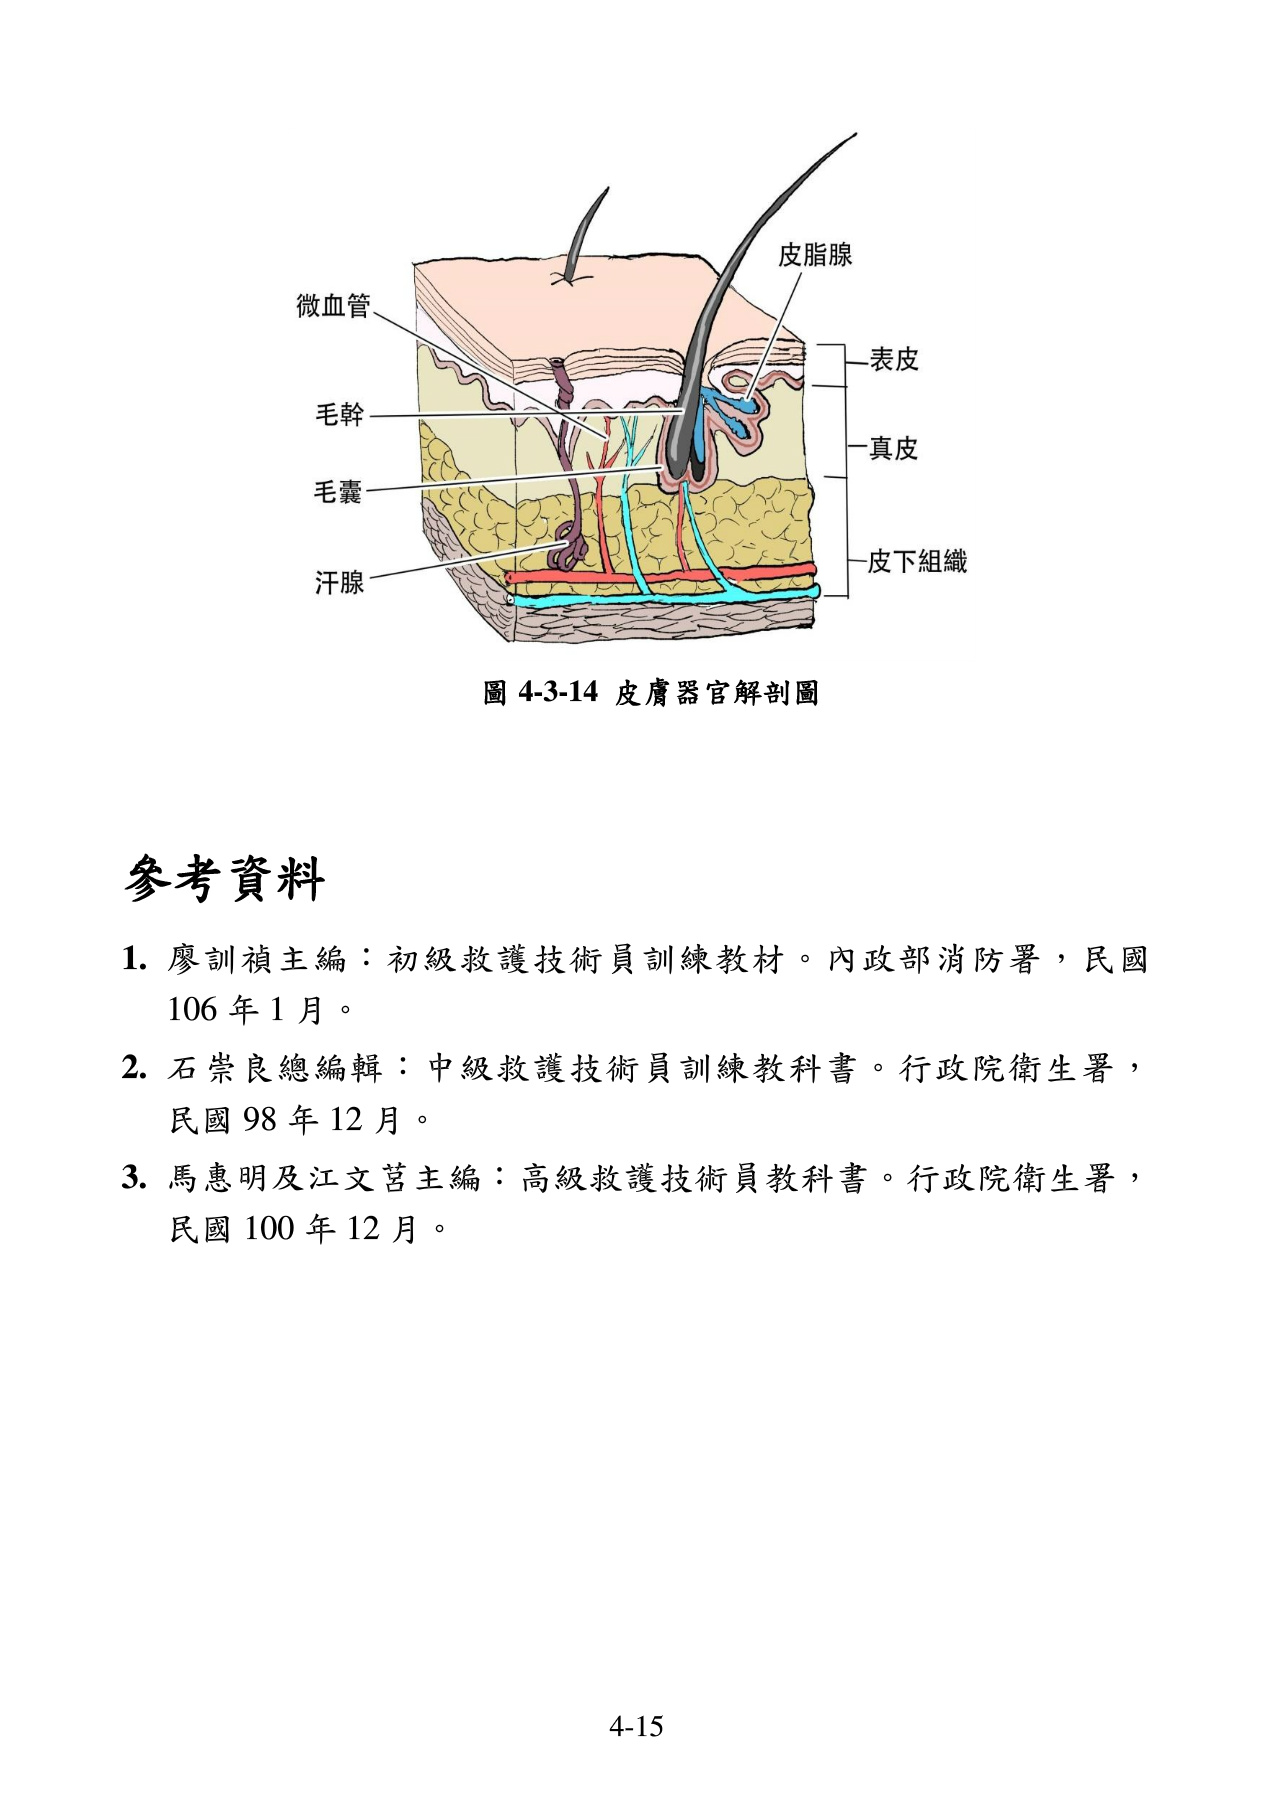 皮脂腺
微血管
表皮
毛幹
真皮
毛囊
皮下組織
汗腺
圖 4-3-14 皮膚器官解剖圖
參考資料
1. 廖訓禎主編：初級救護技術員訓練教材。內政部消防署，民國
106 年 1 月。
2. 石崇良總編輯：中級救護技術員訓練教科書。行政院衛生署，
民國 98 年 12 月。
3. 馬惠明及江文莒主編：高級救護技術員教科書。行政院衛生署，
民國 100 年 12 月。
4-15